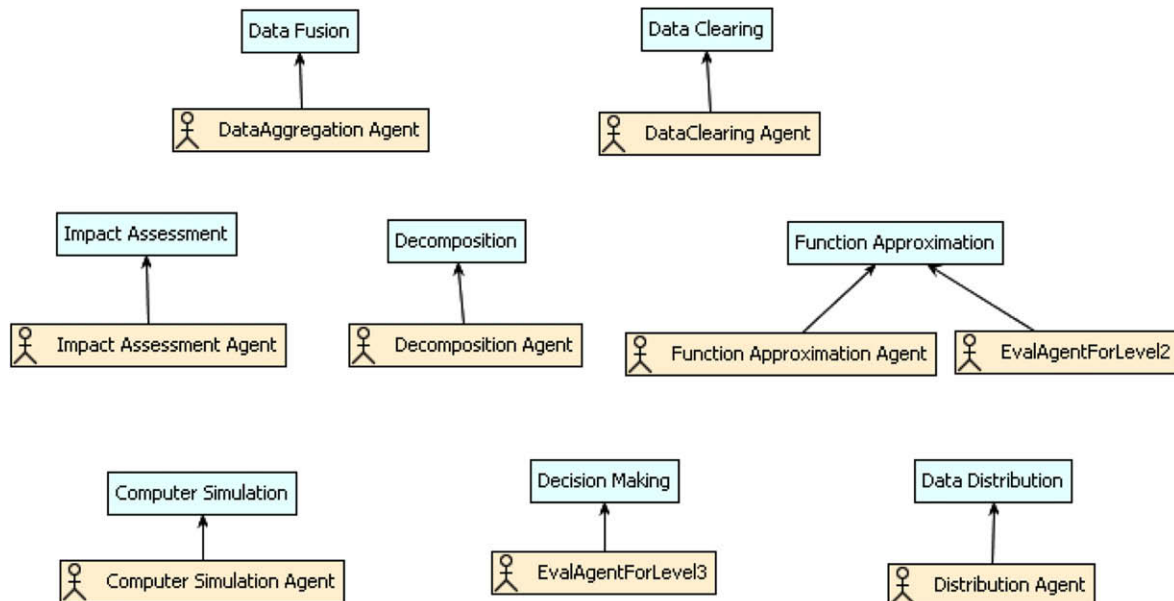 Data Fusion
Data Clearing
DataAggregation Agent
DataClearing Agent
Impact Assessment
Decomposition
Function Approximation
Impact Assessment Agent
Decomposition Agent
Function Approximation Agent
EvalAgentForLevel2
Computer Simulation
Decision Making
Data Distribution
Computer Simulation Agent
EvalAgentForLevel3
Distribution Agent